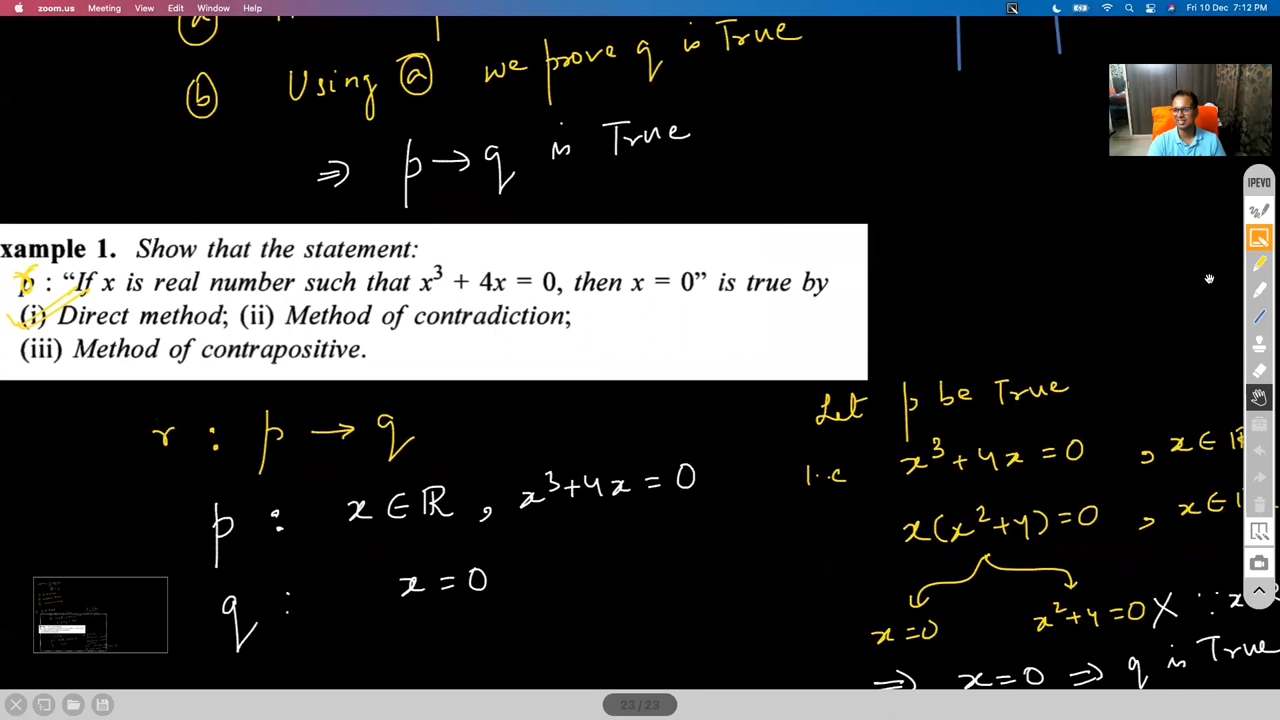 zoom.us Meeting View Edit Window Help Fri 10 Dec 7:12 PM
a
b Using a we prove q is True
⇒ p → q is True
IPEVO
xample 1. Show that the statement:
p : “If x is real number such that x³ + 4x = 0, then x = 0” is true by
(i) Direct method; (ii) Method of contradiction;
(iii) Method of contrapositive.
r : p → q
p : x ∈ ℝ , x³+4x = 0
q : x = 0
Let p be True
i.e x³+4x = 0 , x ∈ ℝ
x(x²+4) = 0 , x ∈
x = 0 x²+4 = 0 X ∵
⇒ x = 0 ⇒ q is True
23 / 23